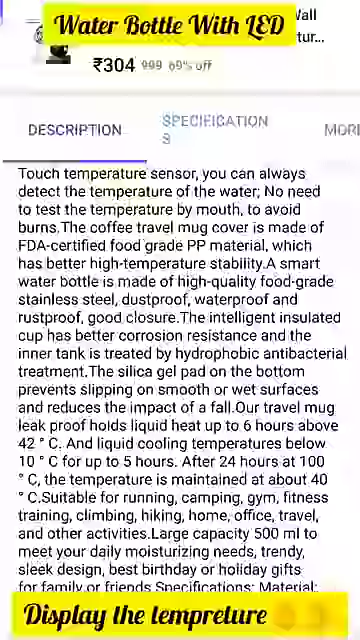 Water Bottle With LED
Wall
tur...
₹304 999 69% off
DESCRIPTION
SPECIFICATION
S
MORE
Touch temperature sensor, you can always
detect the temperature of the water; No need
to test the temperature by mouth, to avoid
burns.The coffee travel mug cover is made of
FDA-certified food grade PP material, which
has better high-temperature stability.A smart
water bottle is made of high-quality food-grade
stainless steel, dustproof, waterproof and
rustproof, good closure.The intelligent insulated
cup has better corrosion resistance and the
inner tank is treated by hydrophobic antibacterial
treatment.The silica gel pad on the bottom
prevents slipping on smooth or wet surfaces
and reduces the impact of a fall.Our travel mug
leak proof holds liquid heat up to 6 hours above
42 ° C. And liquid cooling temperatures below
10 ° C for up to 5 hours. After 24 hours at 100
° C, the temperature is maintained at about 40
° C.Suitable for running, camping, gym, fitness
training, climbing, hiking, home, office, travel,
and other activities.Large capacity 500 ml to
meet your daily moisturizing needs, trendy,
sleek design, best birthday or holiday gifts
for family or friends Specifications: Material:
Display the tempreture